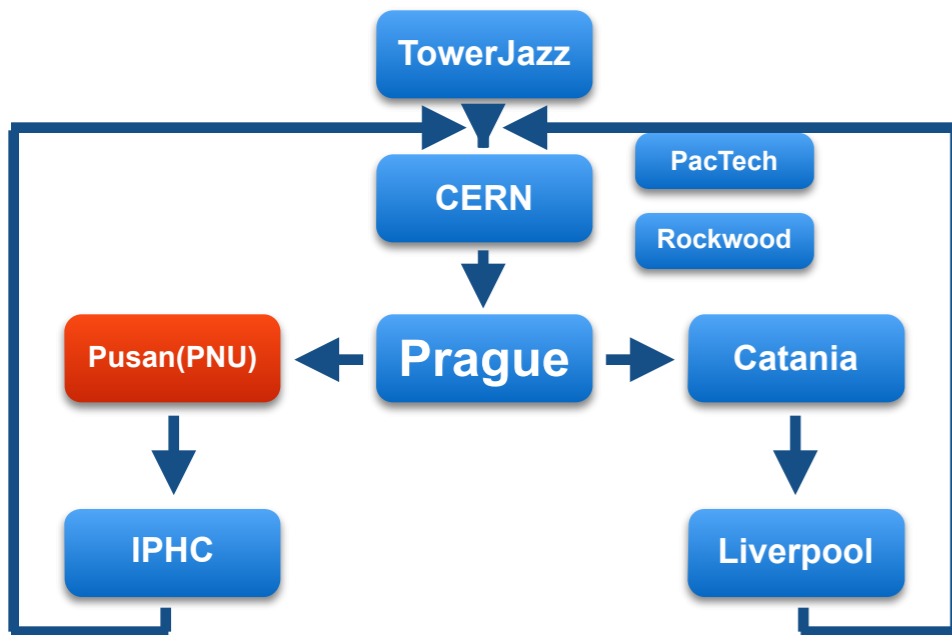 TowerJazz
PacTech
CERN
Rockwood
Pusan(PNU)
Prague
Catania
IPHC
Liverpool